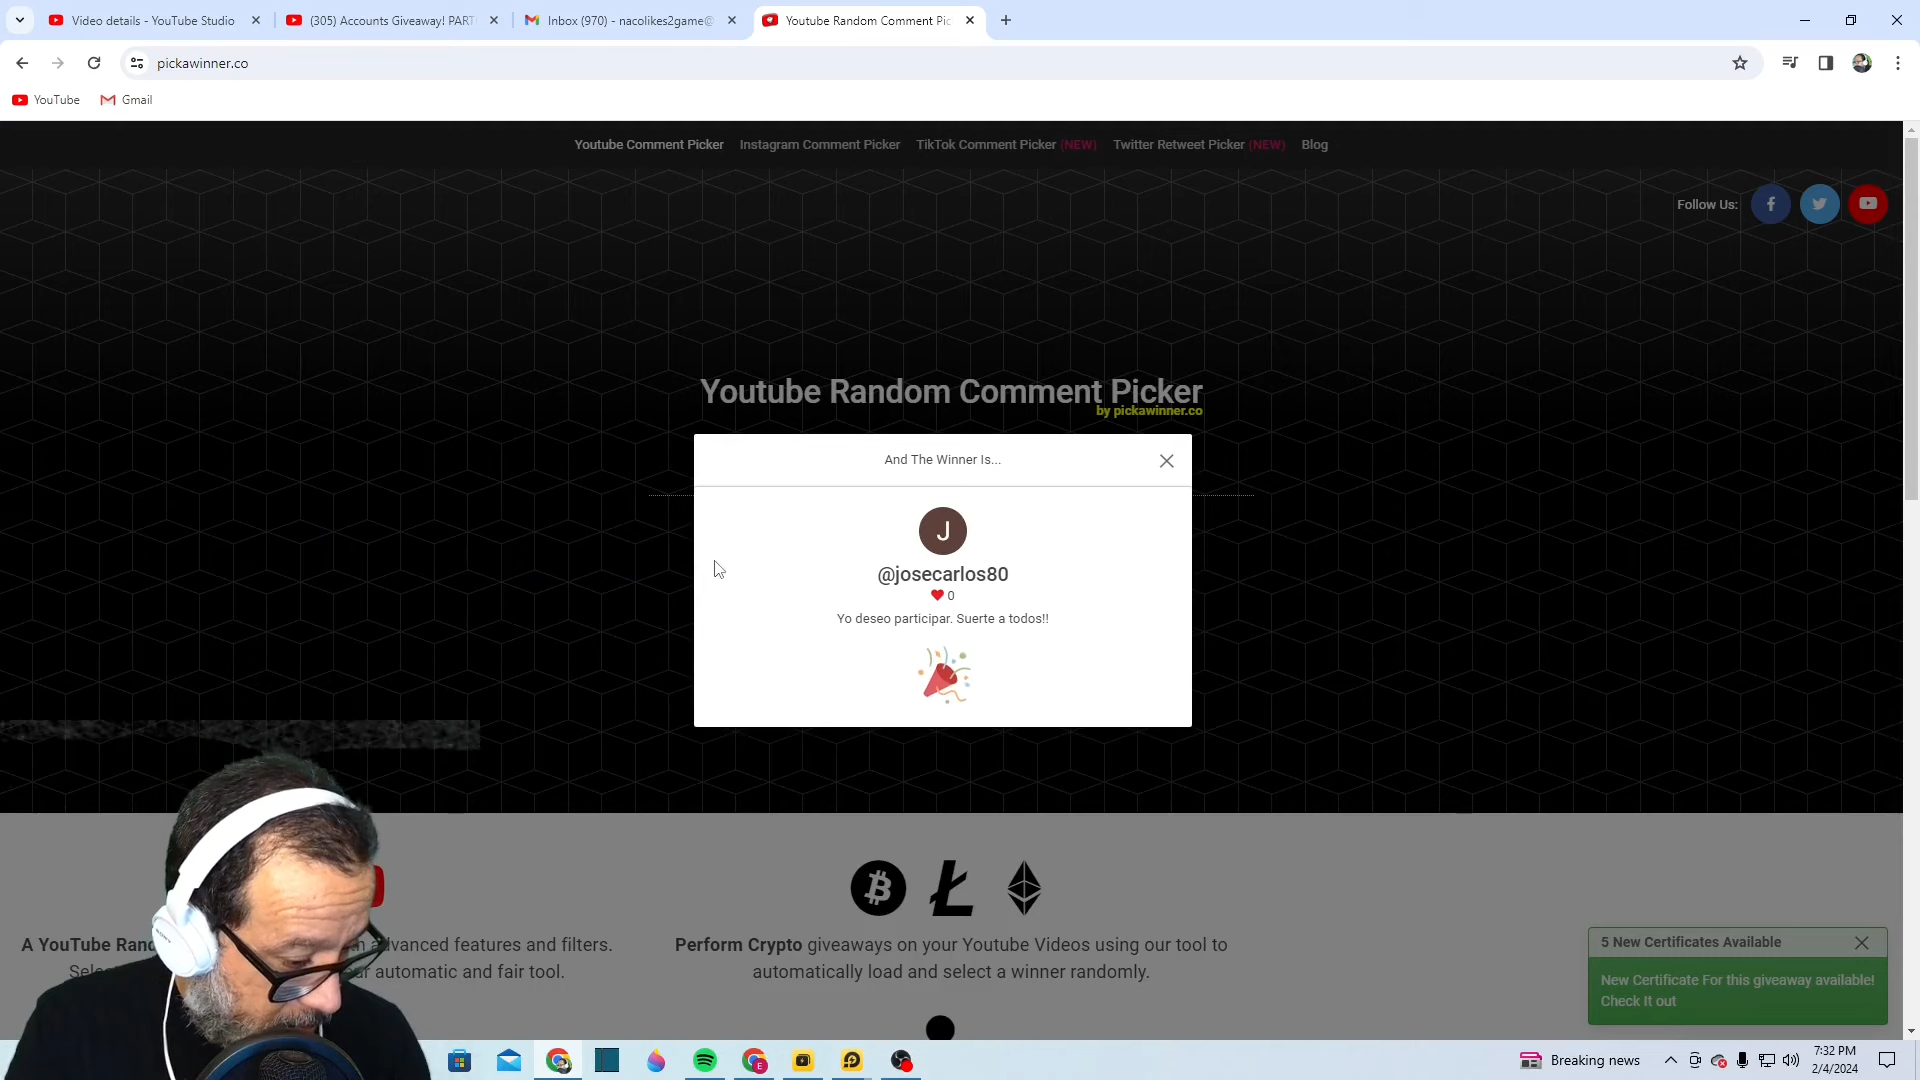 Video details - YouTube Studio
(305) Accounts Giveaway! PART
Inbox (970) - nacolikes2game@
Youtube Random Comment Pic
pickawinner.co
YouTube
Gmail
Youtube Comment Picker
Instagram Comment Picker
TikTok Comment Picker (NEW)
Twitter Retweet Picker (NEW)
Blog
Follow Us:
Youtube Random Comment Picker
by pickawinner.co
And The Winner Is...
J
@josecarlos80
0
Yo deseo participar. Suerte a todos!!
A YouTube Ran
advanced features and filters.
Sele
automatic and fair tool.
Perform Crypto giveaways on your Youtube Videos using our tool to
automatically load and select a winner randomly.
5 New Certificates Available
New Certificate For this giveaway available!
Check It out
SONY
Breaking news
7:32 PM
2/4/2024